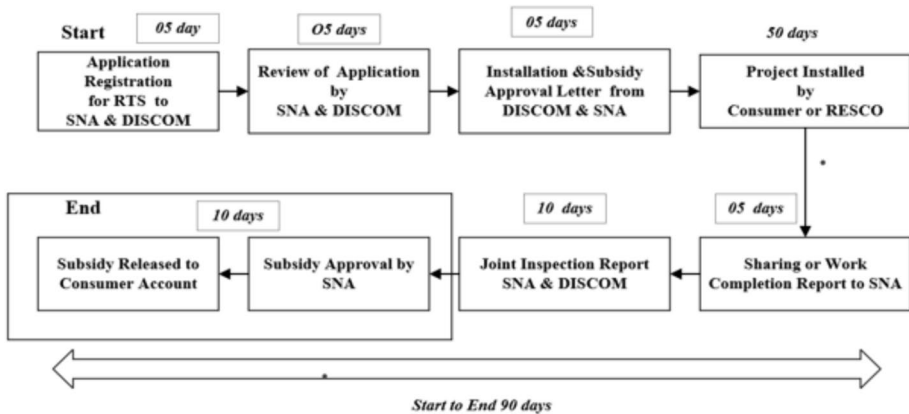 Start
05 day
Application
Registration
for RTS to
SNA & DISCOM
O5 days
Review of Application
by
SNA & DISCOM
05 days
Installation &Subsidy
Approval Letter from
DISCOM & SNA
50 days
Project Installed
by
Consumer or RESCO
05 days
Sharing or Work
Completion Report to SNA
10 days
Joint Inspection Report
SNA & DISCOM
End
10 days
Subsidy Approval by
SNA
Subsidy Released to
Consumer Account
Start to End 90 days